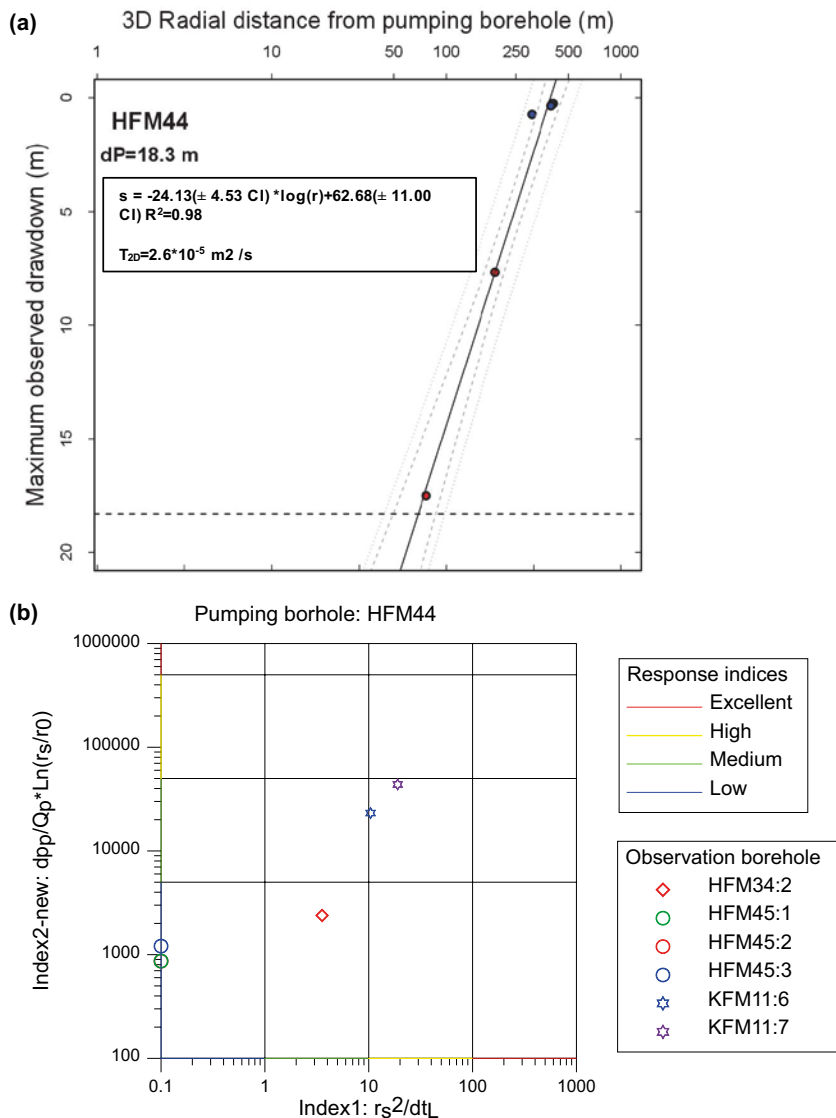 (a)
3D Radial distance from pumping borehole (m)
1 10 50 100 250 500 1000
Maximum observed drawdown (m)
0
5
10
15
20
HFM44
dP=18.3 m
s = -24.13(± 4.53 CI) *log(r)+62.68(± 11.00
CI) R²=0.98
T2D=2.6*10⁻⁵ m2 /s
(b)
Pumping borhole: HFM44
Index2-new: dpp/Qp*Ln(rs/r0)
1000000
100000
10000
1000
100
0.1 1 10 100 1000
Index1: rs²/dtL
Response indices
Excellent
High
Medium
Low
Observation borehole
HFM34:2
HFM45:1
HFM45:2
HFM45:3
KFM11:6
KFM11:7